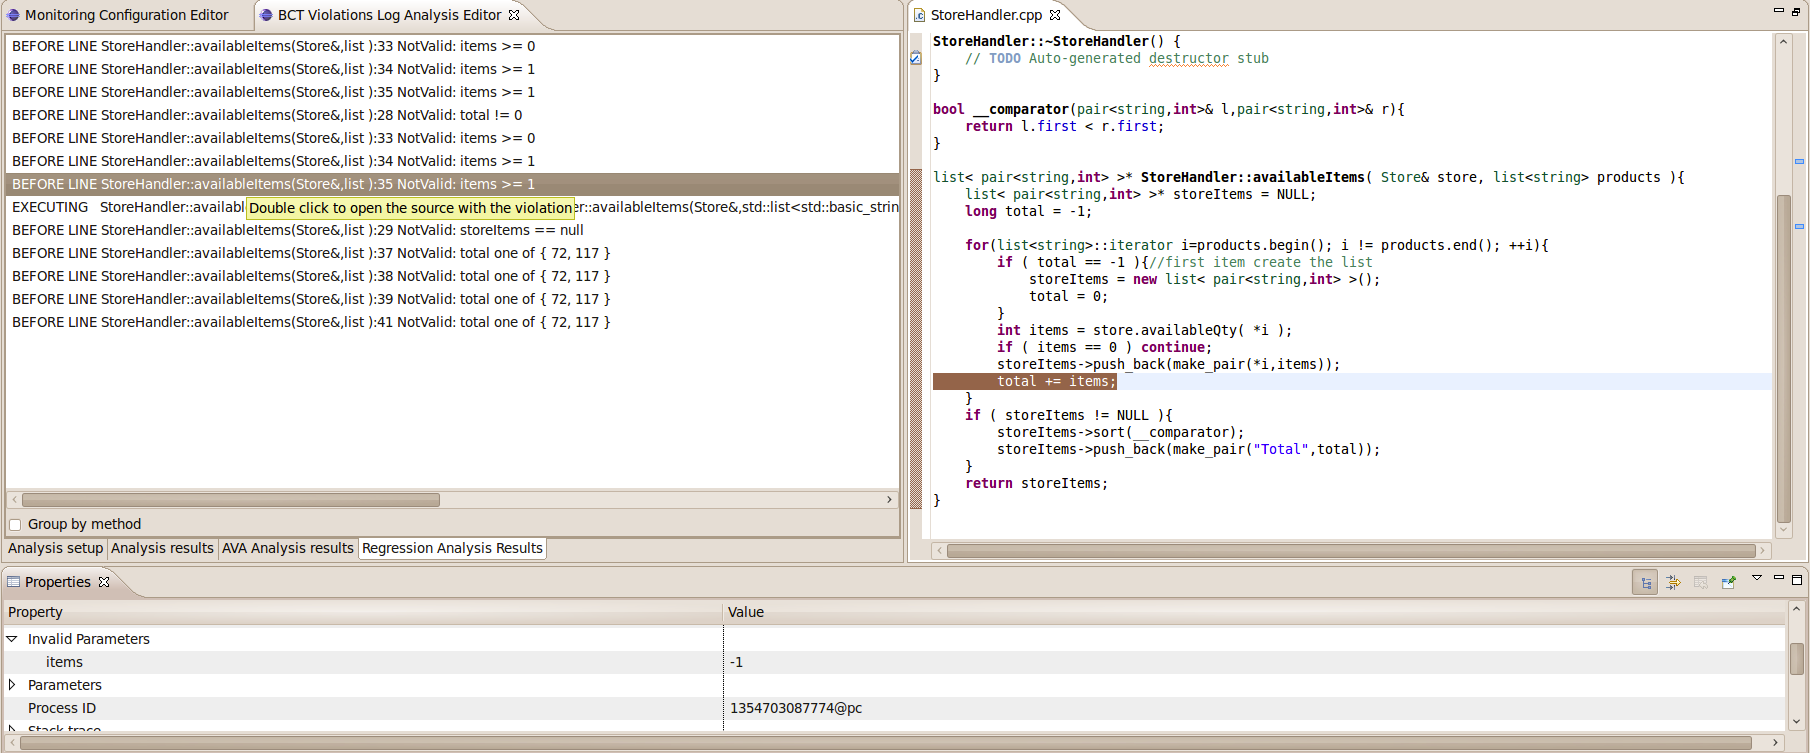 Monitoring Configuration Editor
BCT Violations Log Analysis Editor
BEFORE LINE StoreHandler::availableItems(Store&,list ):33 NotValid: items >= 0
BEFORE LINE StoreHandler::availableItems(Store&,list ):34 NotValid: items >= 1
BEFORE LINE StoreHandler::availableItems(Store&,list ):35 NotValid: items >= 1
BEFORE LINE StoreHandler::availableItems(Store&,list ):28 NotValid: total != 0
BEFORE LINE StoreHandler::availableItems(Store&,list ):33 NotValid: items >= 0
BEFORE LINE StoreHandler::availableItems(Store&,list ):34 NotValid: items >= 1
BEFORE LINE StoreHandler::availableItems(Store&,list ):35 NotValid: items >= 1
EXECUTING StoreHandler::availabl
Double click to open the source with the violation
r::availableItems(Store&,std::list<std::basic_strin
BEFORE LINE StoreHandler::availableItems(Store&,list ):29 NotValid: storeItems == null
BEFORE LINE StoreHandler::availableItems(Store&,list ):37 NotValid: total one of { 72, 117 }
BEFORE LINE StoreHandler::availableItems(Store&,list ):38 NotValid: total one of { 72, 117 }
BEFORE LINE StoreHandler::availableItems(Store&,list ):39 NotValid: total one of { 72, 117 }
BEFORE LINE StoreHandler::availableItems(Store&,list ):41 NotValid: total one of { 72, 117 }
Group by method
Analysis setup
Analysis results
AVA Analysis results
Regression Analysis Results
StoreHandler.cpp
StoreHandler::~StoreHandler() {
// TODO Auto-generated destructor stub
}
bool __comparator(pair<string,int>& l,pair<string,int>& r){
return l.first < r.first;
}
list< pair<string,int> >* StoreHandler::availableItems( Store& store, list<string> products ){
list< pair<string,int> >* storeItems = NULL;
long total = -1;
for(list<string>::iterator i=products.begin(); i != products.end(); ++i){
if ( total == -1 ){//first item create the list
storeItems = new list< pair<string,int> >();
total = 0;
}
int items = store.availableQty( *i );
if ( items == 0 ) continue;
storeItems->push_back(make_pair(*i,items));
total += items;
}
if ( storeItems != NULL ){
storeItems->sort(__comparator);
storeItems->push_back(make_pair("Total",total));
}
return storeItems;
}
Properties
Property
Value
Invalid Parameters
items
-1
Parameters
Process ID
1354703087774@pc
Stack trace